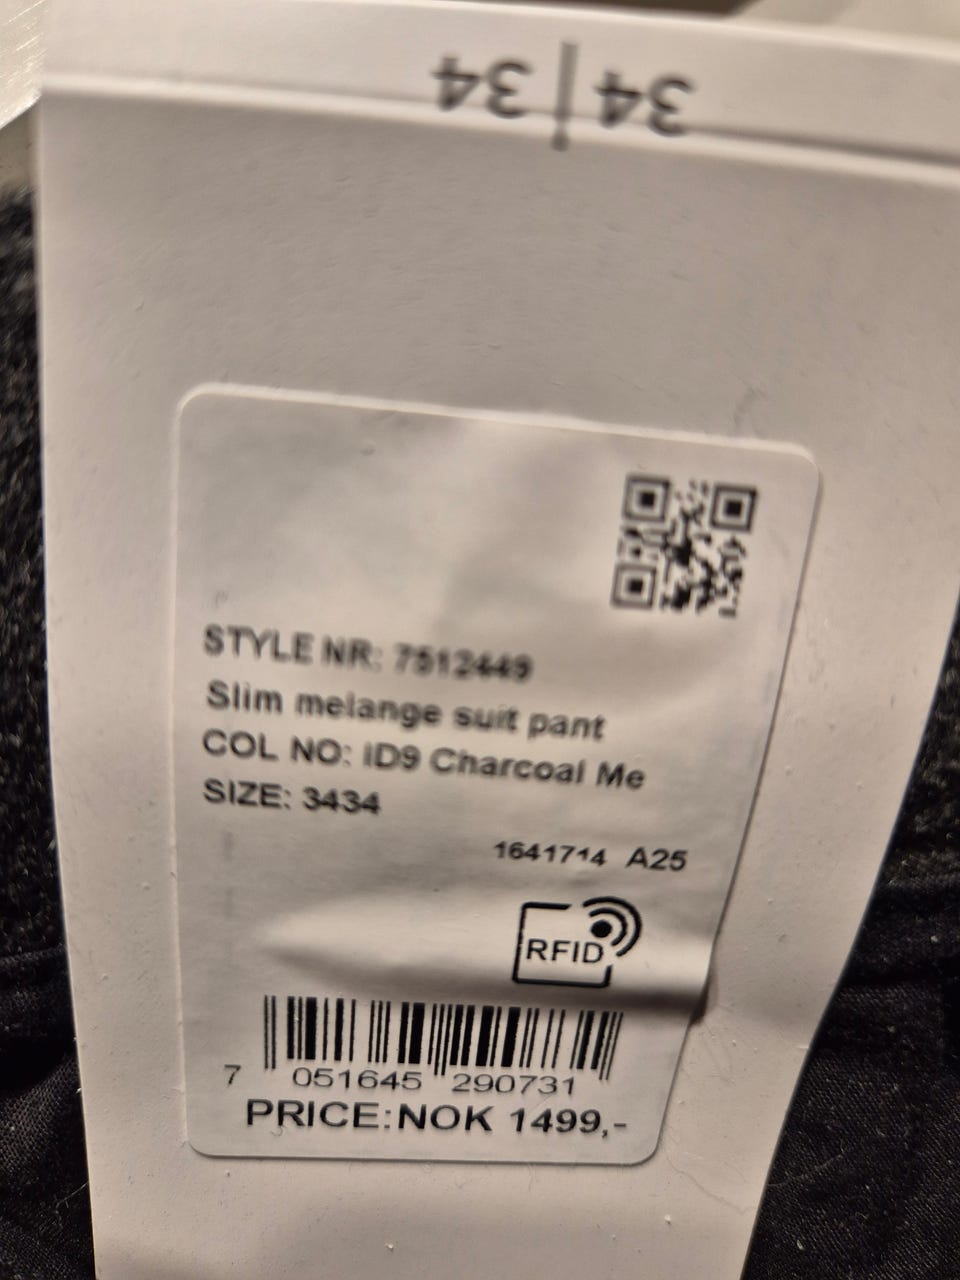 34|34
STYLE NR: 7512449
Slim melange suit pant
COL NO: ID9 Charcoal Me
SIZE: 3434
1641714 A25
RFID
7 051645 290731
PRICE:NOK 1499,-